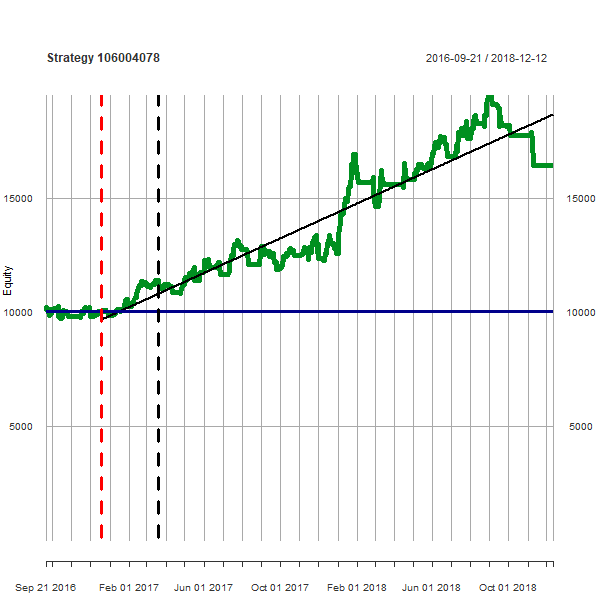 Strategy 106004078 2016-09-21 / 2018-12-12
15000 15000
Equity
10000 10000
5000 5000
Sep 21 2016 Feb 01 2017 Jun 01 2017 Oct 01 2017 Feb 01 2018 Jun 01 2018 Oct 01 2018